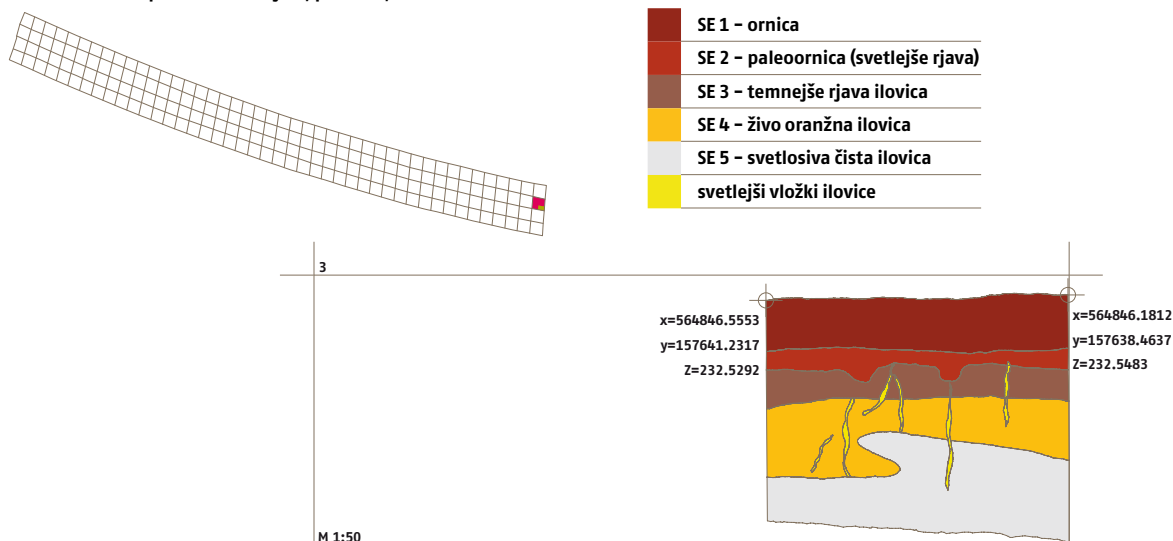 SE 1 – ornica
SE 2 – paleoornica (svetlejše rjava)
SE 3 – temnejše rjava ilovica
SE 4 – živo oranžna ilovica
SE 5 – svetlosiva čista ilovica
svetlejši vložki ilovice
3
x=564846.5553
y=157641.2317
Z=232.5292
x=564846.1812
y=157638.4637
Z=232.5483
M 1:50